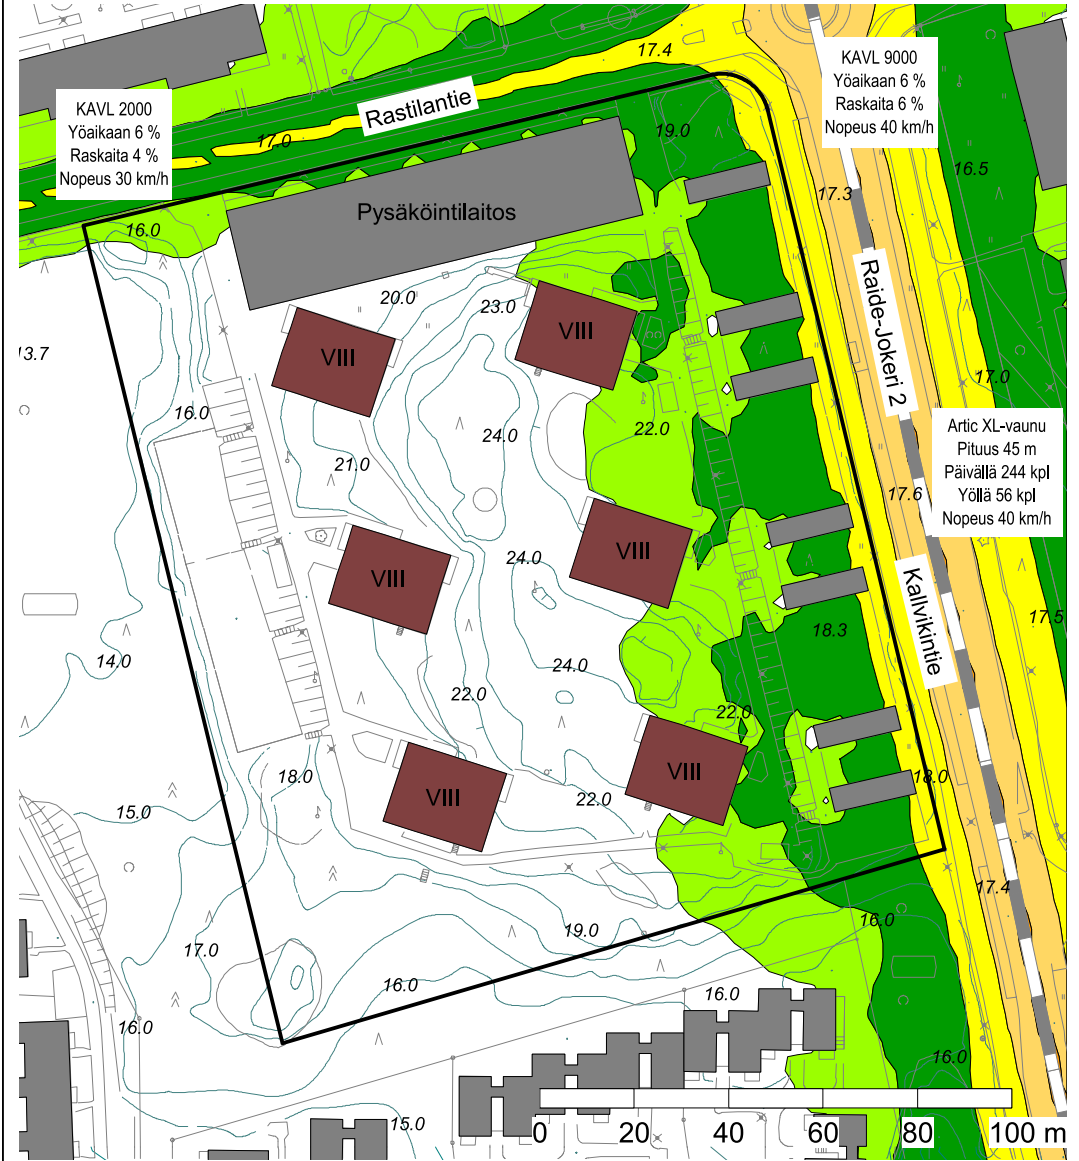 17.4
KAVL 9000
Yöaikaan 6 %
Raskaita 6 %
Nopeus 40 km/h
KAVL 2000
Yöaikaan 6 %
Raskaita 4 %
Nopeus 30 km/h
Rastilantie
17.0
19.0
16.5
17.3
16.0
Pysäköintilaitos
Raide-Jokeri 2
20.0
23.0
13.7
VIII
VIII
17.0
16.0
24.0
22.0
Artic XL-vaunu
Pituus 45 m
Päivällä 244 kpl
Yöllä 56 kpl
Nopeus 40 km/h
21.0
17.6
24.0
VIII
VIII
Kallvikintie
17.5
18.3
14.0
24.0
22.0
22.0
VIII
18.0
18.0
VIII
22.0
15.0
17.4
16.0
19.0
17.0
16.0
16.0
16.0
16.0
15.0
0 20 40 60 80 100 m